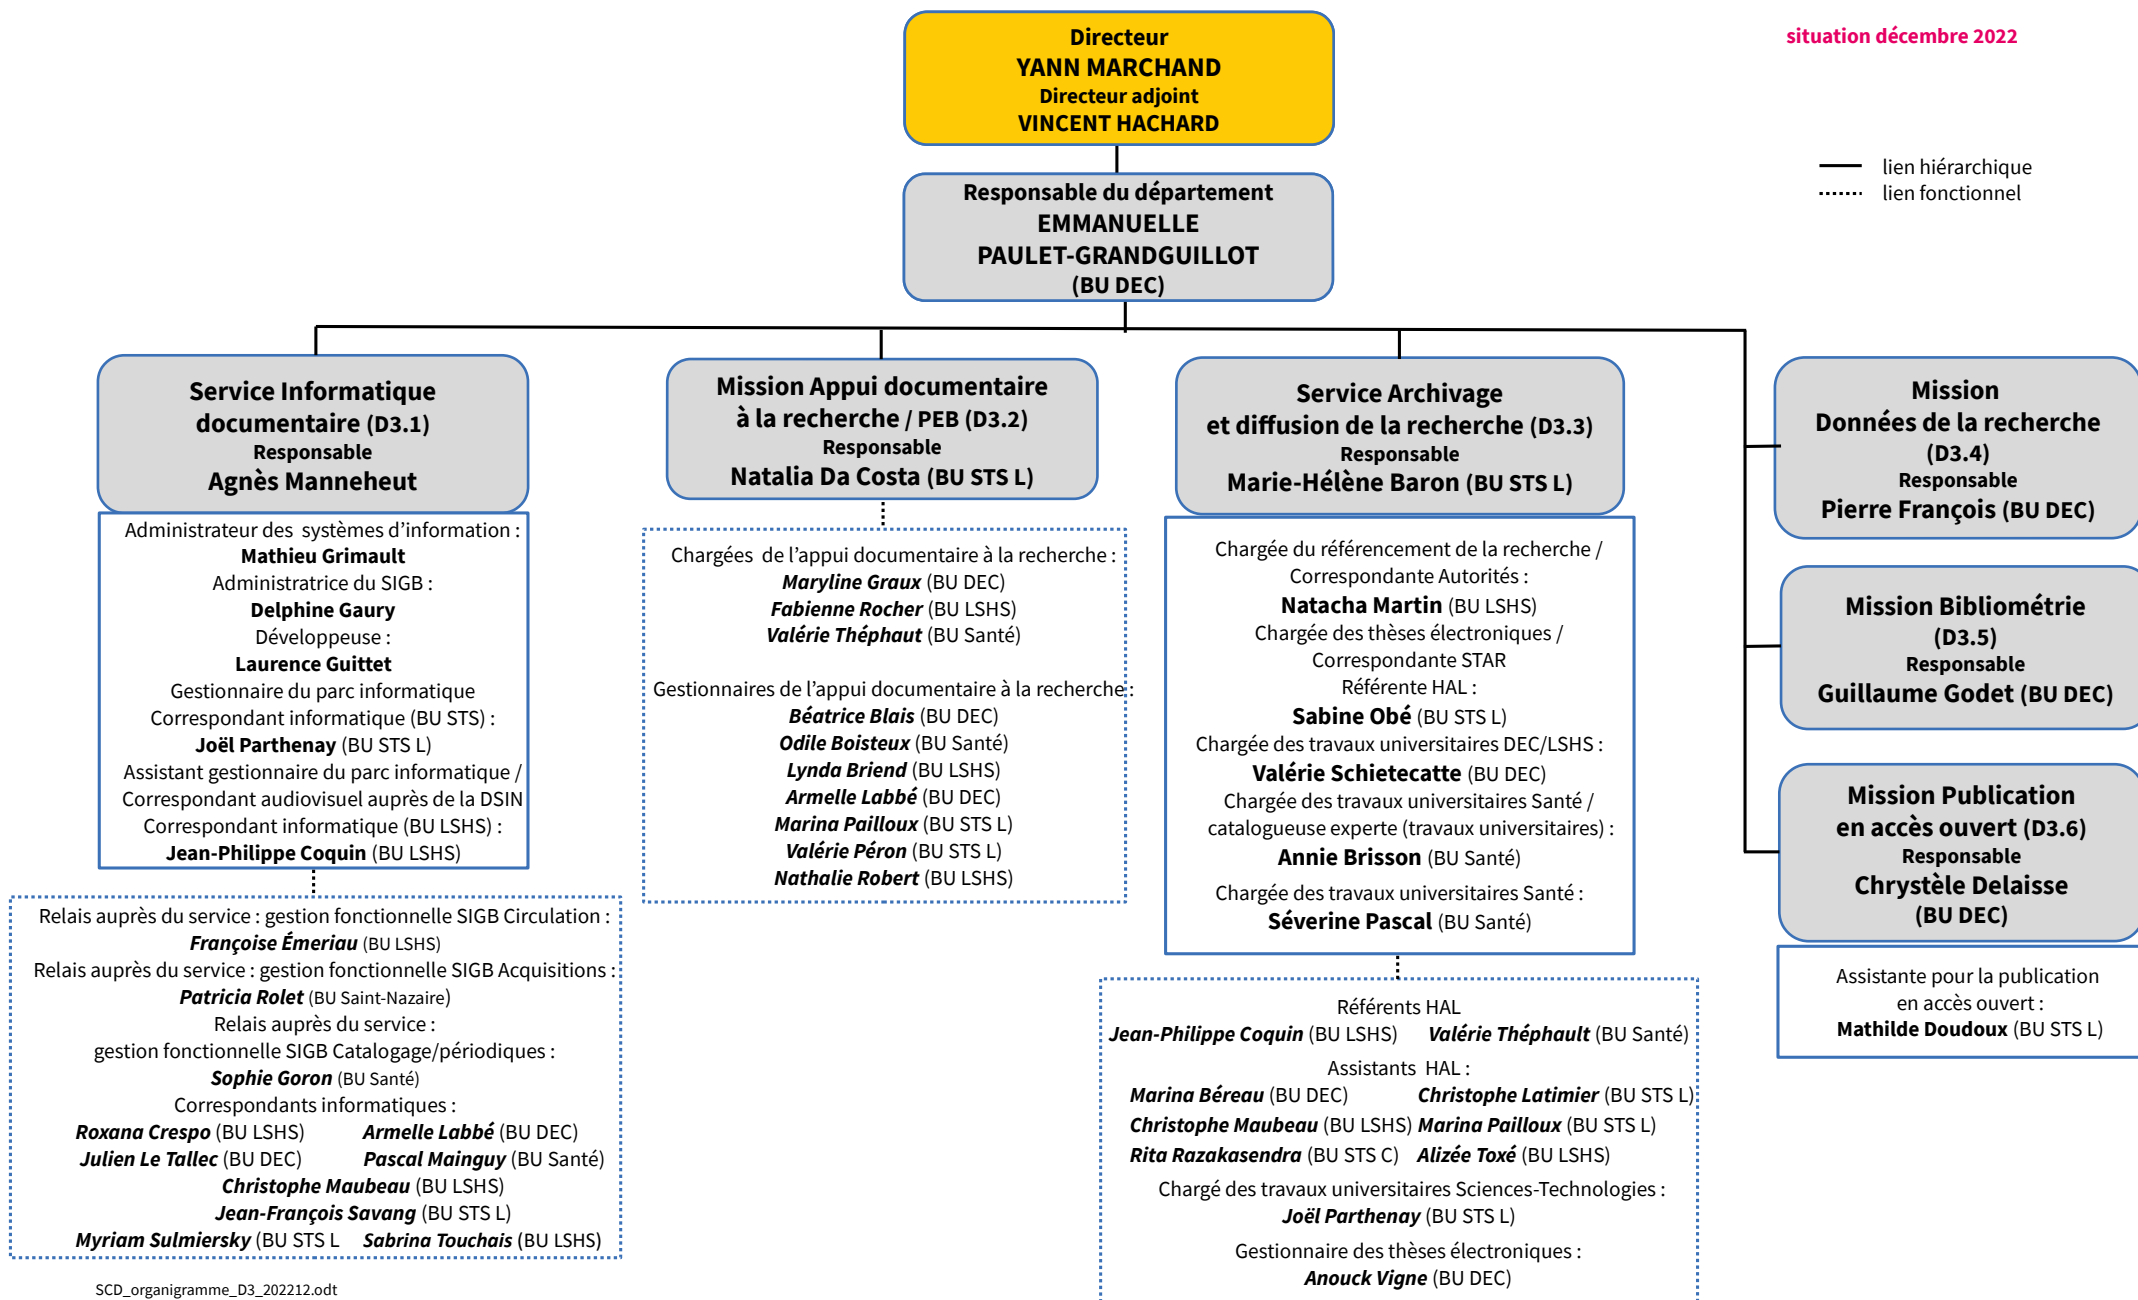 situation décembre 2022
Directeur
YANN MARCHAND
Directeur adjoint
VINCENT HACHARD
lien hiérarchique
lien fonctionnel
Responsable du département
EMMANUELLE
PAULET-GRANDGUILLOT
(BU DEC)
Service Informatique
documentaire (D3.1)
Responsable
Agnès Manneheut
Administrateur des systèmes d'information :
Mathieu Grimault
Administratrice du SIGB :
Delphine Gaury
Développeuse :
Laurence Guittet
Gestionnaire du parc informatique
Correspondant informatique (BU STS) :
Joël Parthenay (BU STS L)
Assistant gestionnaire du parc informatique /
Correspondant audiovisuel auprès de la DSIN
Correspondant informatique (BU LSHS) :
Jean-Philippe Coquin (BU LSHS)
Relais auprès du service : gestion fonctionnelle SIGB Circulation :
Françoise Émeriau (BU LSHS)
Relais auprès du service : gestion fonctionnelle SIGB Acquisitions :
Patricia Rolet (BU Saint-Nazaire)
Relais auprès du service :
gestion fonctionnelle SIGB Catalogage/périodiques :
Sophie Goron (BU Santé)
Correspondants informatiques :
Roxana Crespo (BU LSHS) Armelle Labbé (BU DEC)
Julien Le Tallec (BU DEC) Pascal Mainguy (BU Santé)
Christophe Maubeau (BU LSHS)
Jean-François Savang (BU STS L)
Myriam Sulmiersky (BU STS L Sabrina Touchais (BU LSHS)
Mission Appui documentaire
à la recherche / PEB (D3.2)
Responsable
Natalia Da Costa (BU STS L)
Chargées de l'appui documentaire à la recherche :
Maryline Graux (BU DEC)
Fabienne Rocher (BU LSHS)
Valérie Théphaut (BU Santé)
Gestionnaires de l'appui documentaire à la recherche :
Béatrice Blais (BU DEC)
Odile Boisteux (BU Santé)
Lynda Briend (BU LSHS)
Armelle Labbé (BU DEC)
Marina Pailloux (BU STS L)
Valérie Péron (BU STS L)
Nathalie Robert (BU LSHS)
Service Archivage
et diffusion de la recherche (D3.3)
Responsable
Marie-Hélène Baron (BU STS L)
Chargée du référencement de la recherche /
Correspondante Autorités :
Natacha Martin (BU LSHS)
Chargée des thèses électroniques /
Correspondante STAR
Référente HAL :
Sabine Obé (BU STS L)
Chargée des travaux universitaires DEC/LSHS :
Valérie Schietecatte (BU DEC)
Chargée des travaux universitaires Santé /
catalogueuse experte (travaux universitaires) :
Annie Brisson (BU Santé)
Chargée des travaux universitaires Santé :
Séverine Pascal (BU Santé)
Référents HAL
Jean-Philippe Coquin (BU LSHS) Valérie Théphault (BU Santé)
Assistants HAL :
Marina Béreau (BU DEC) Christophe Latimier (BU STS L)
Christophe Maubeau (BU LSHS) Marina Pailloux (BU STS L)
Rita Razakasendra (BU STS C) Alizée Toxé (BU LSHS)
Chargé des travaux universitaires Sciences-Technologies :
Joël Parthenay (BU STS L)
Gestionnaire des thèses électroniques :
Anouck Vigne (BU DEC)
Mission
Données de la recherche
(D3.4)
Responsable
Pierre François (BU DEC)
Mission Bibliométrie
(D3.5)
Responsable
Guillaume Godet (BU DEC)
Mission Publication
en accès ouvert (D3.6)
Responsable
Chrystèle Delaisse
(BU DEC)
Assistante pour la publication
en accès ouvert :
Mathilde Doudoux (BU STS L)
SCD_organigramme_D3_202212.odt